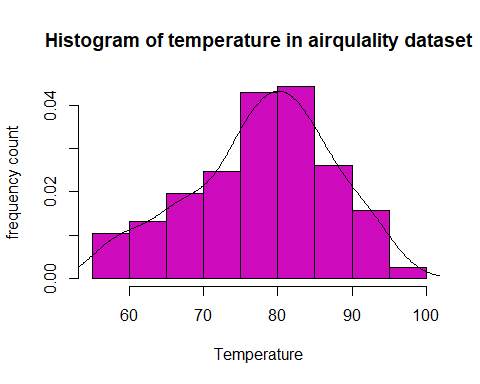 Histogram of temperature in airqulality dataset
frequency count
0.04
0.02
0.00
60 70 80 90 100
Temperature